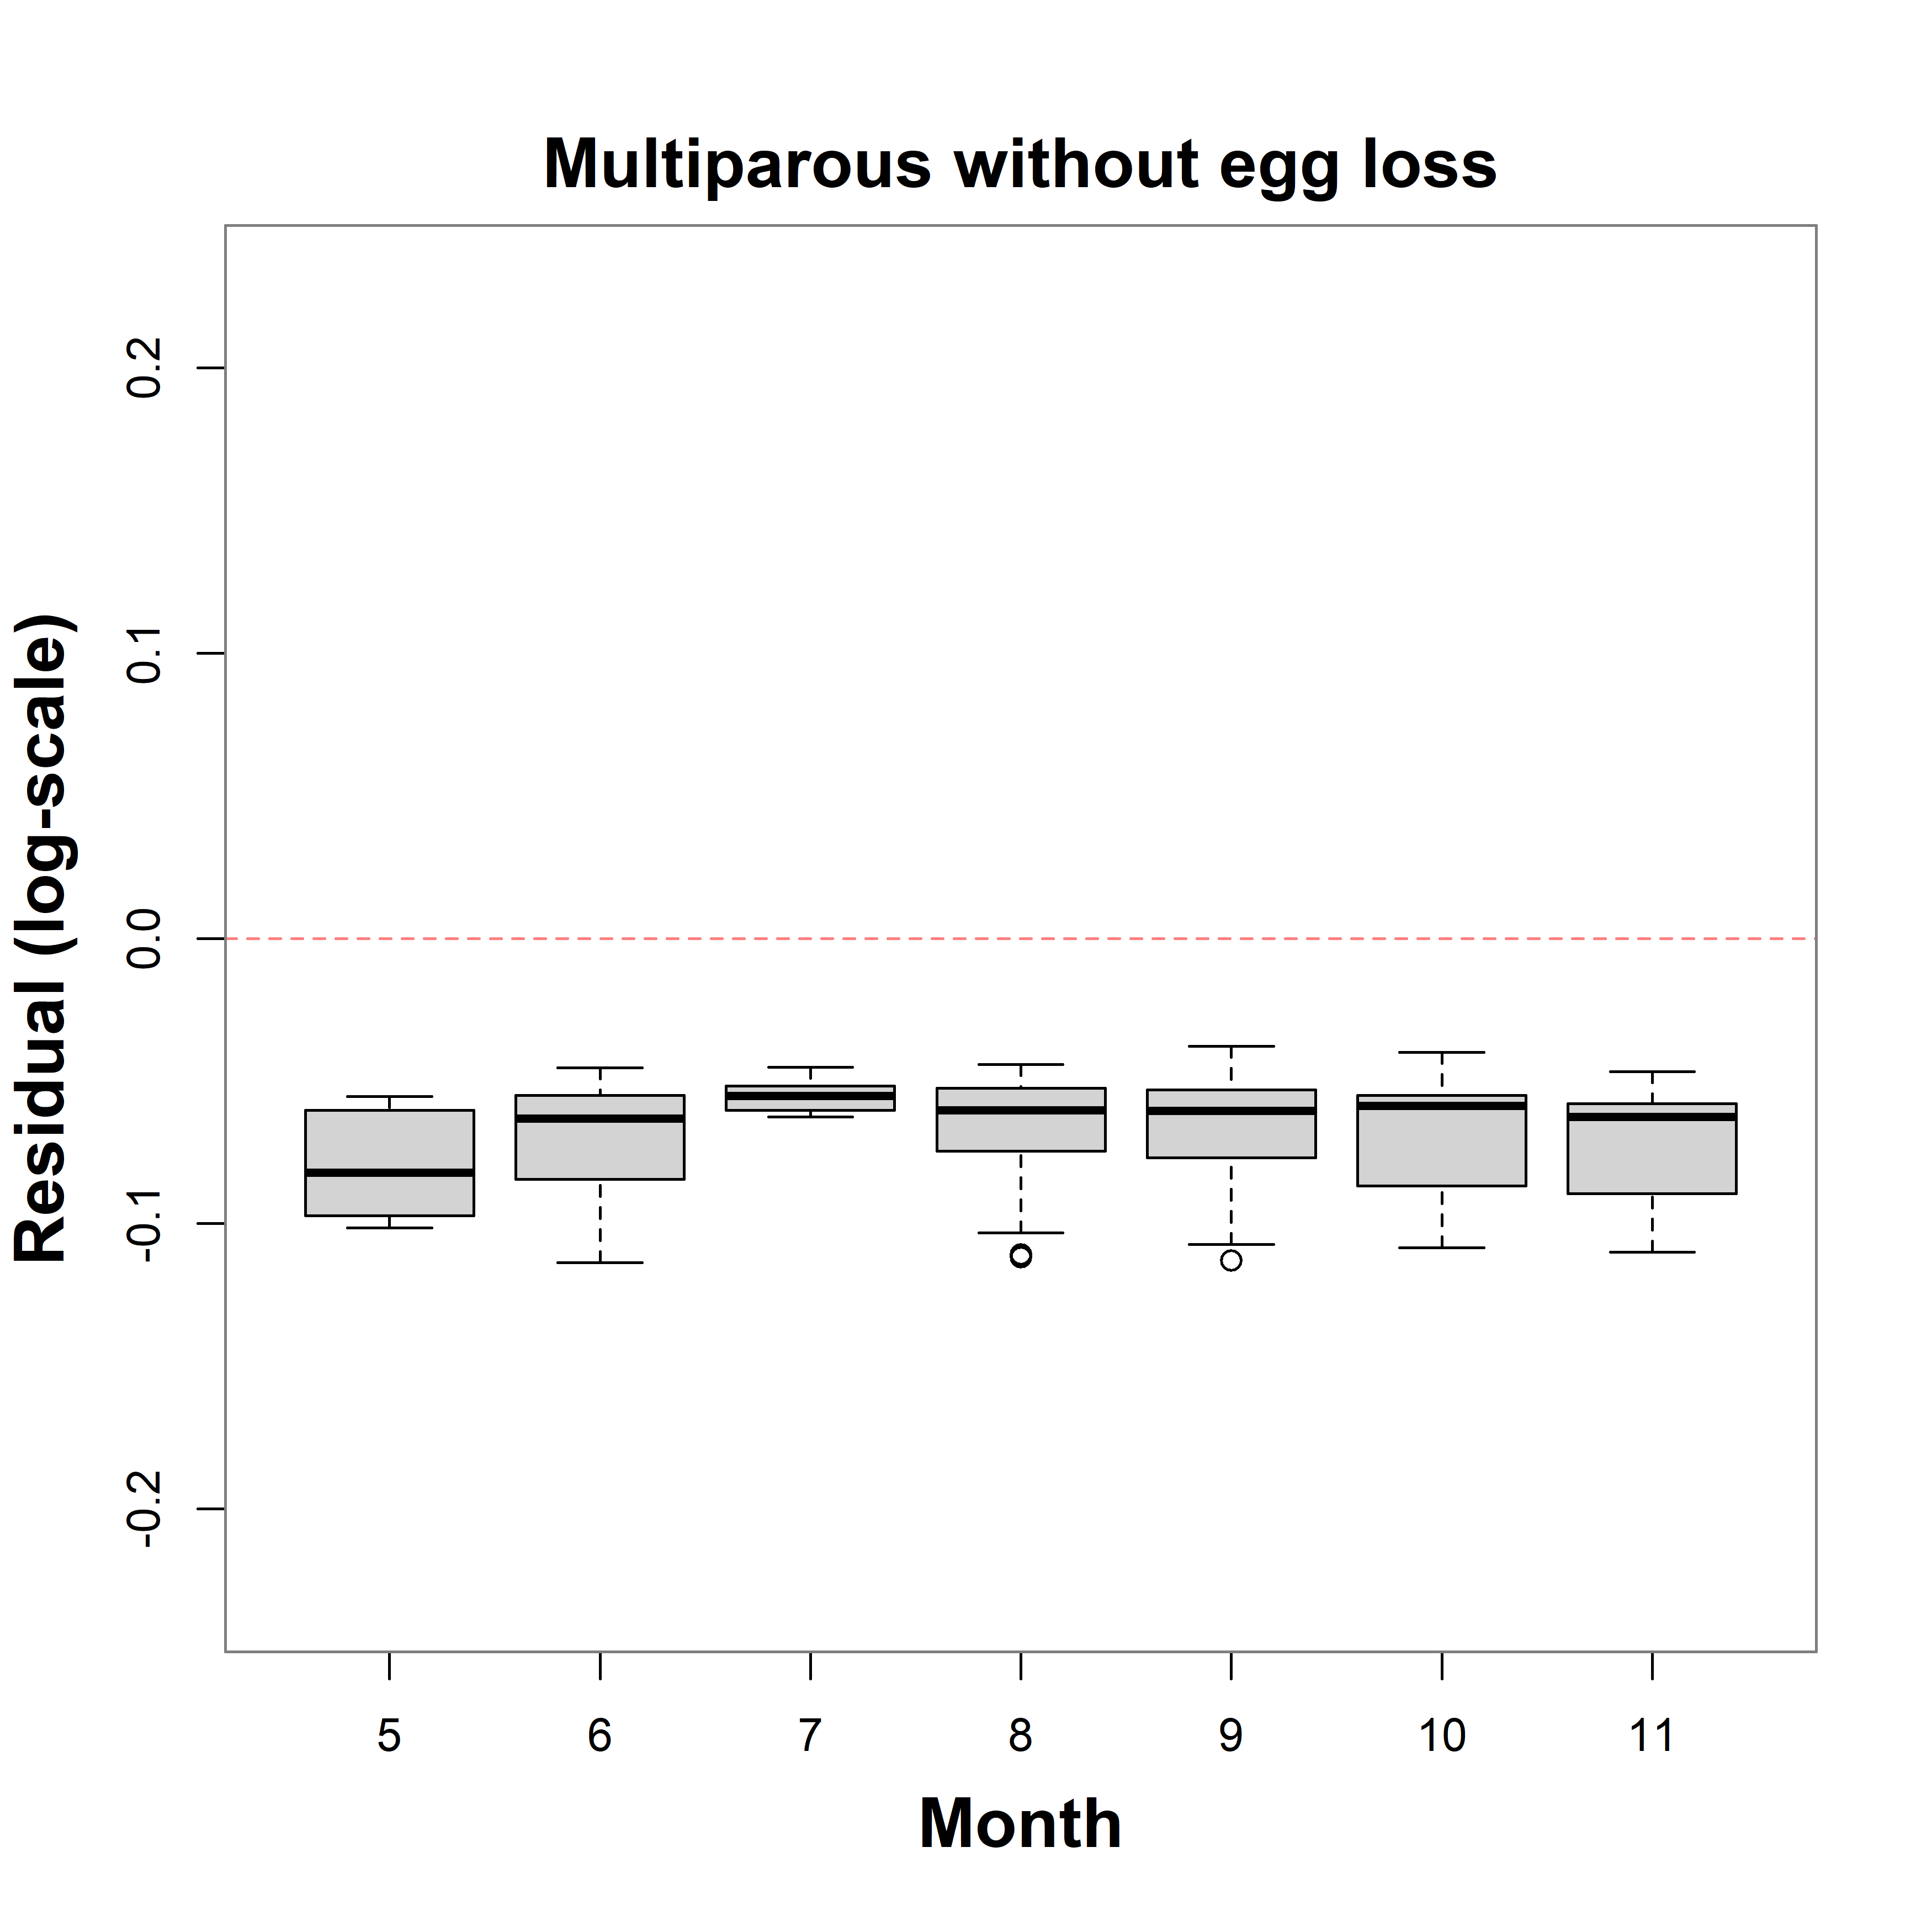 Multiparous without egg loss
Residual (log-scale)
0.2
0.1
0.0
-0.1
-0.2
5 6 7 8 9 10 11
Month